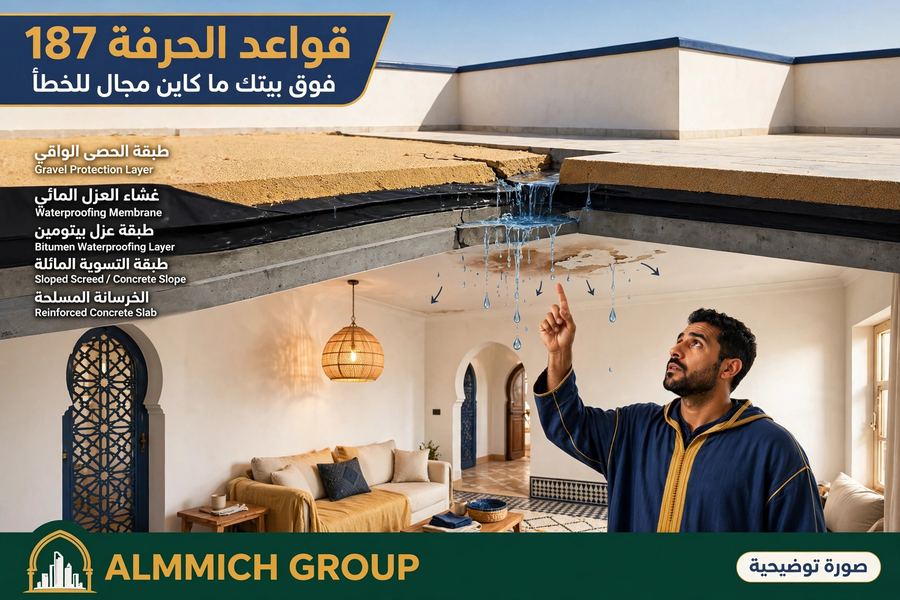 قواعد الحرفة 187
فوق بيتك ما كاين مجال للخطأ
طبقة الحصى الواقي
Gravel Protection Layer
غشاء العزل المائي
Waterproofing Membrane
طبقة عزل بيتومين
Bitumen Waterproofing Layer
طبقة التسوية المائلة
Sloped Screed / Concrete Slope
الخرسانة المسلحة
Reinforced Concrete Slab
ALMMICH GROUP
صورة توضيحية